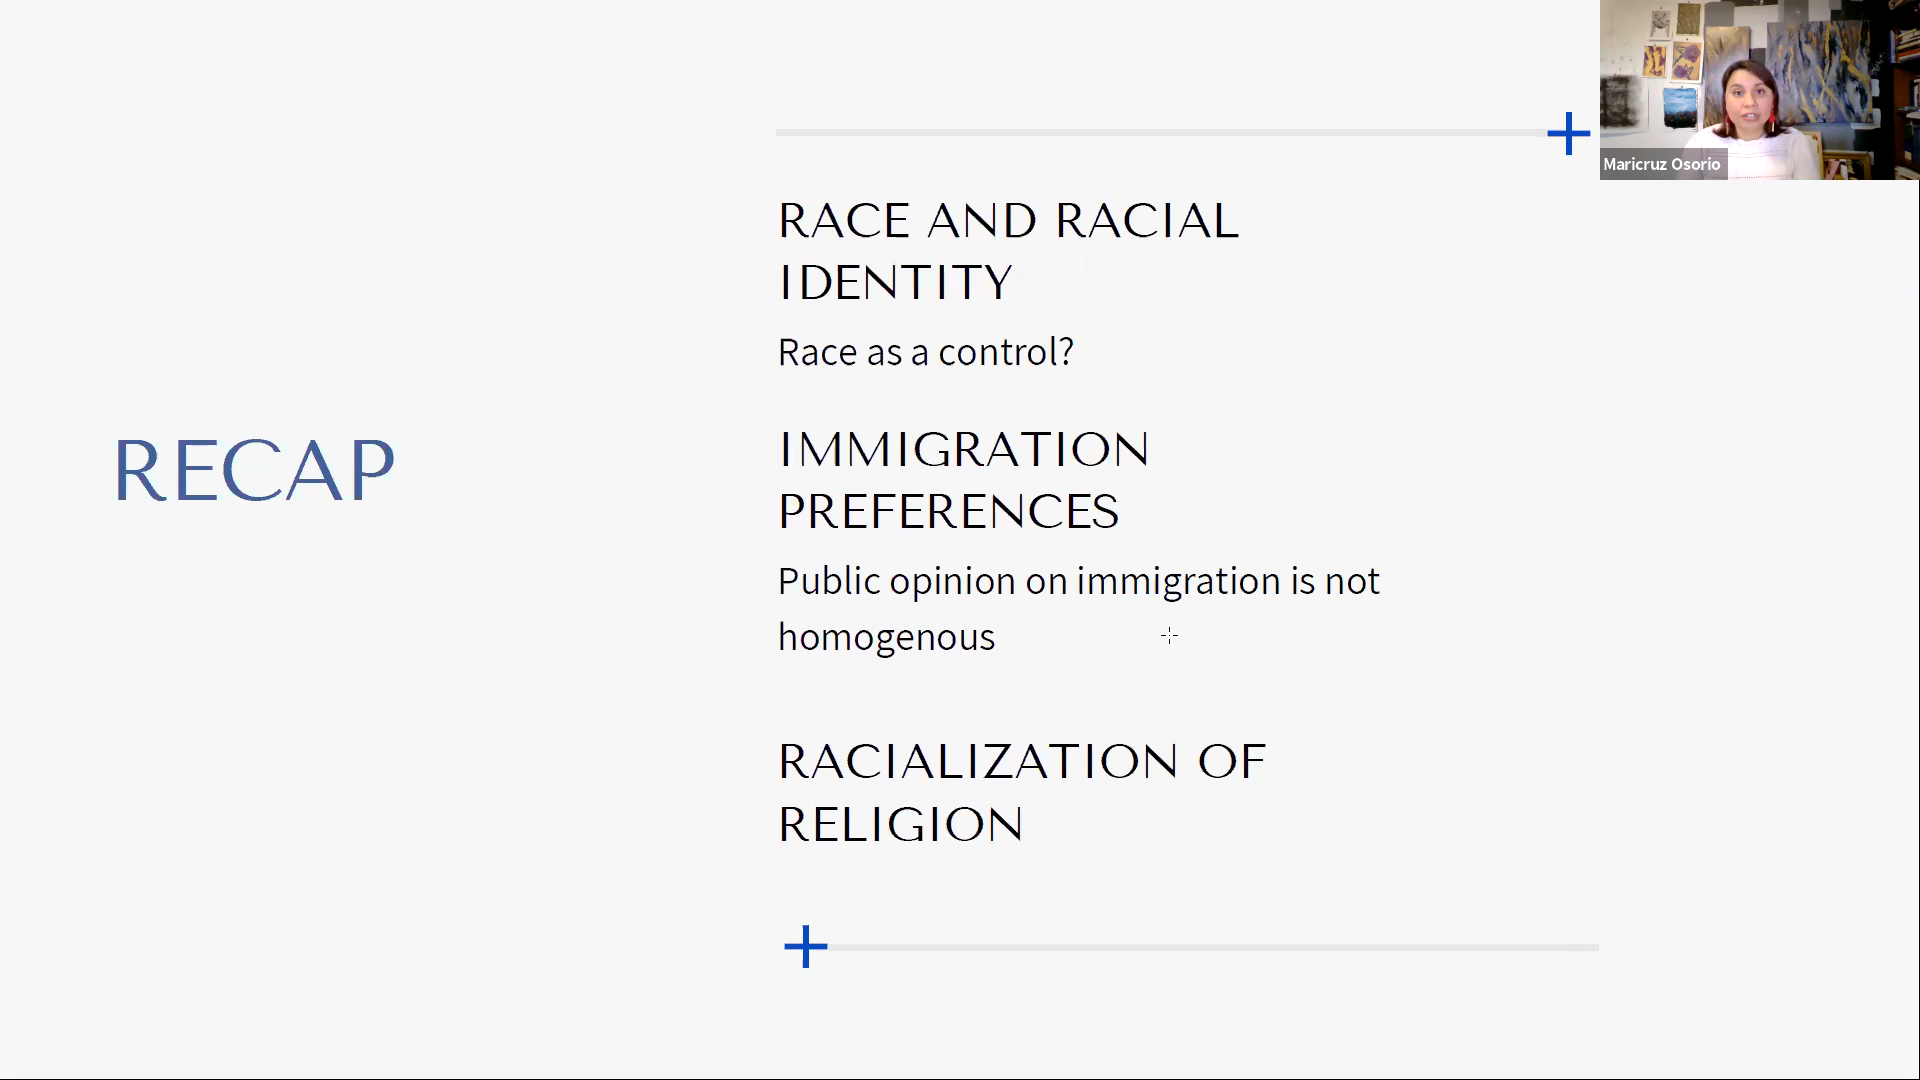 RECAP
RACE AND RACIAL
IDENTITY
Race as a control?
IMMIGRATION
PREFERENCES
Public opinion on immigration is not
homogenous
RACIALIZATION OF
RELIGION
Maricruz Osorio